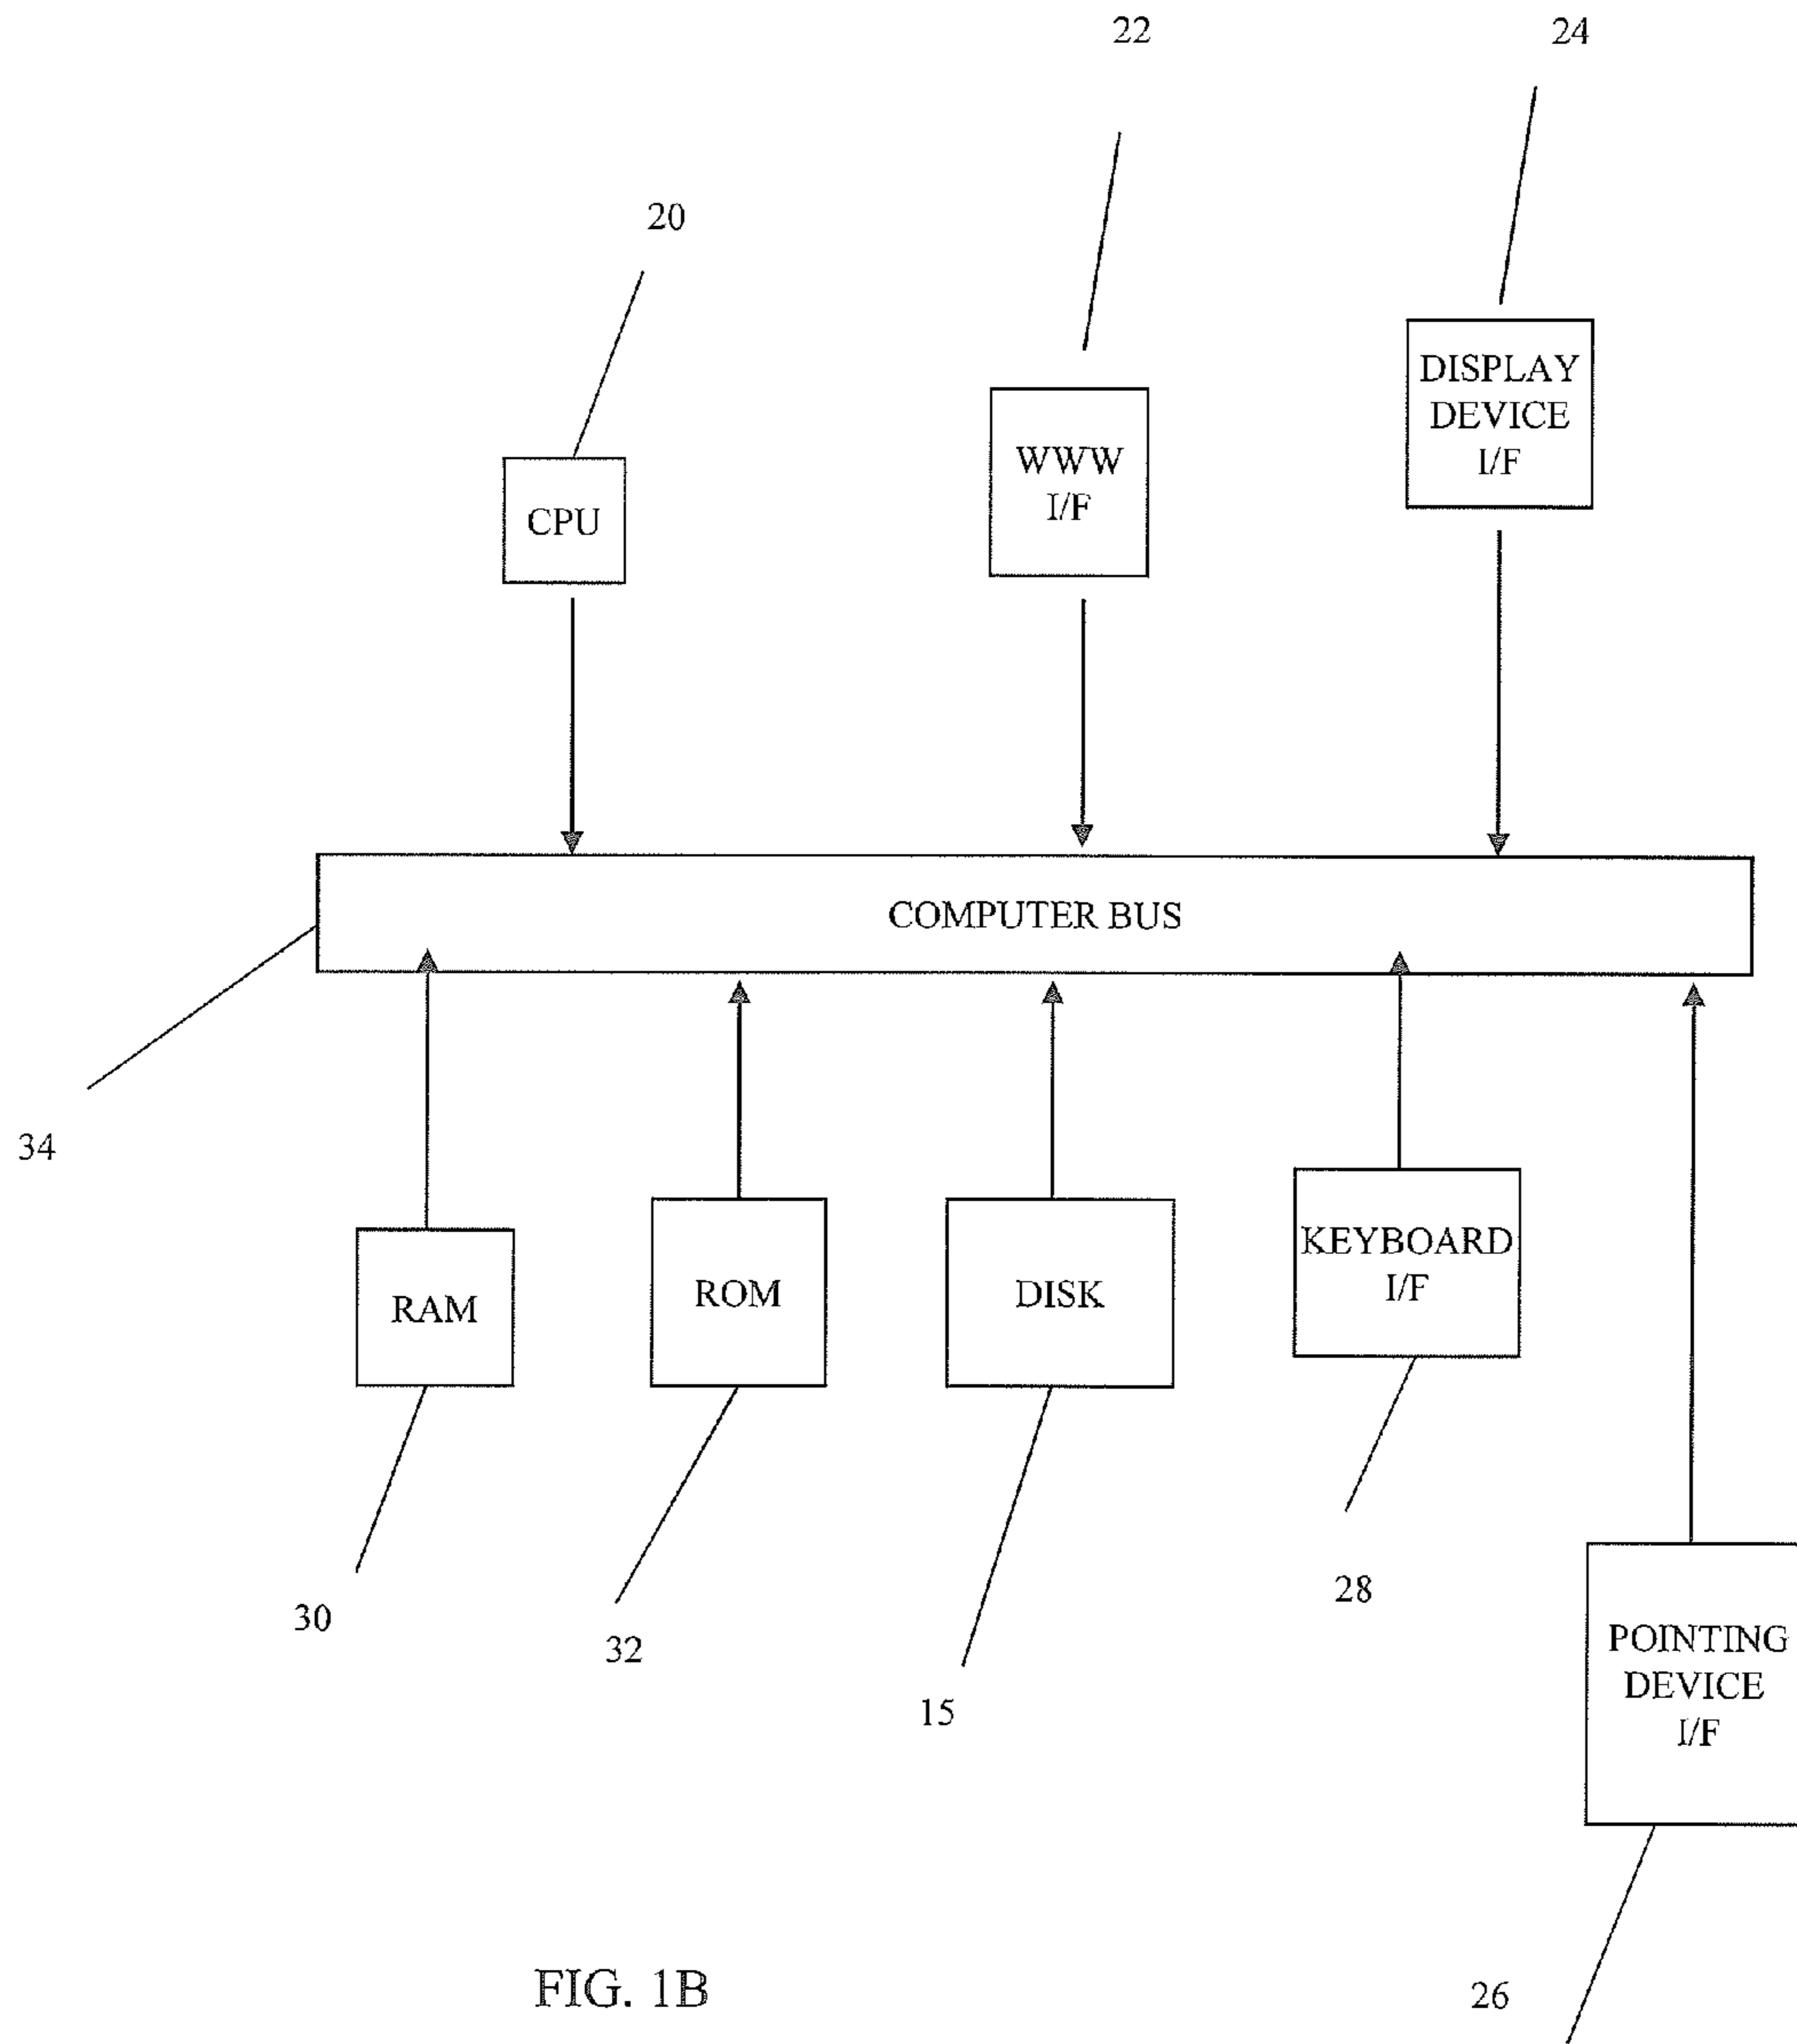 22
24
20
DISPLAY
DEVICE
I/F
WWW
I/F
CPU
COMPUTER BUS
34
KEYBOARD
I/F
RAM
ROM
DISK
28
30
32
POINTING
DEVICE
I/F
15
FIG. 1B
26